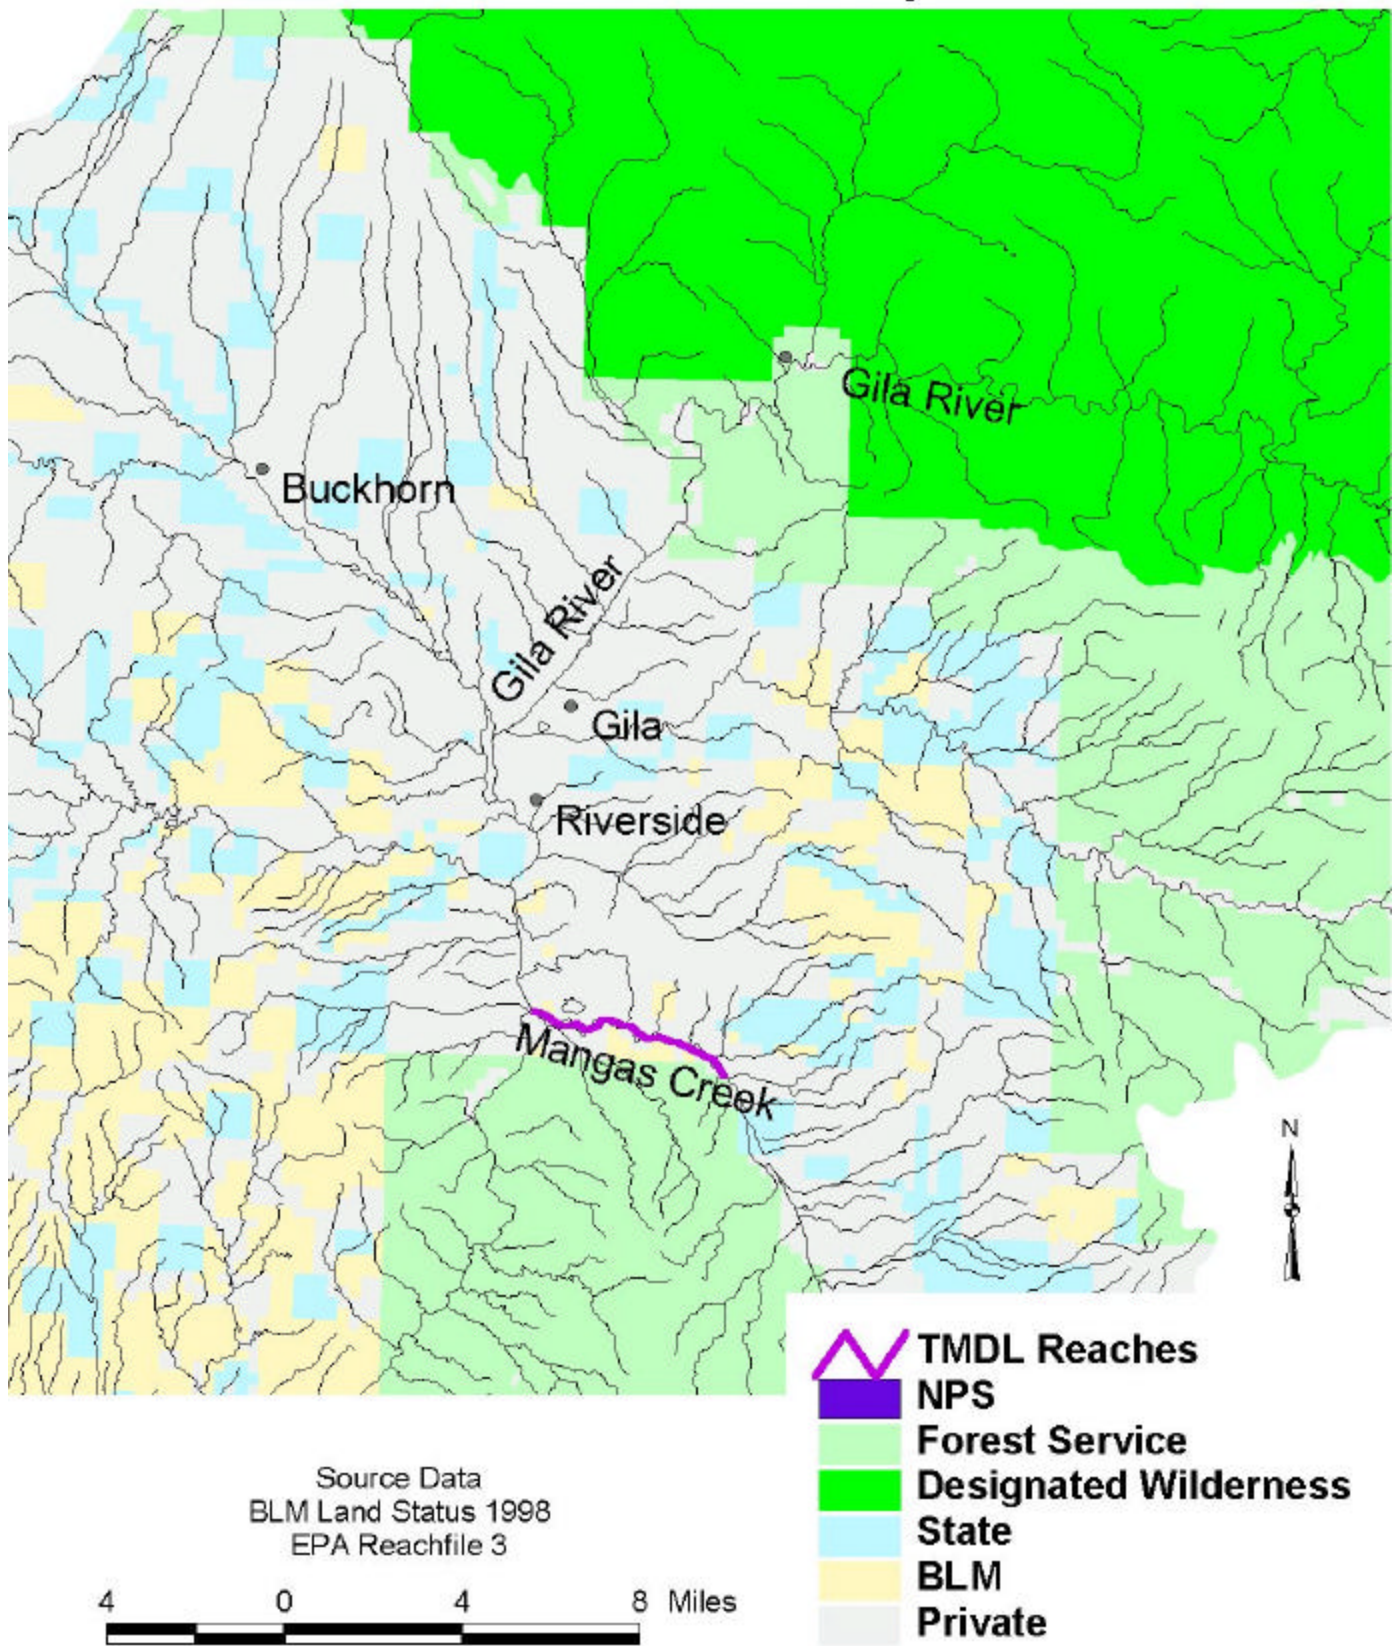 Gila River
Buckhorn
Gila River
Gila
Riverside
Mangas Creek
N
TMDL Reaches
NPS
Forest Service
Designated Wilderness
State
BLM
Private
Source Data
BLM Land Status 1998
EPA Reachfile 3
4 0 4 8 Miles